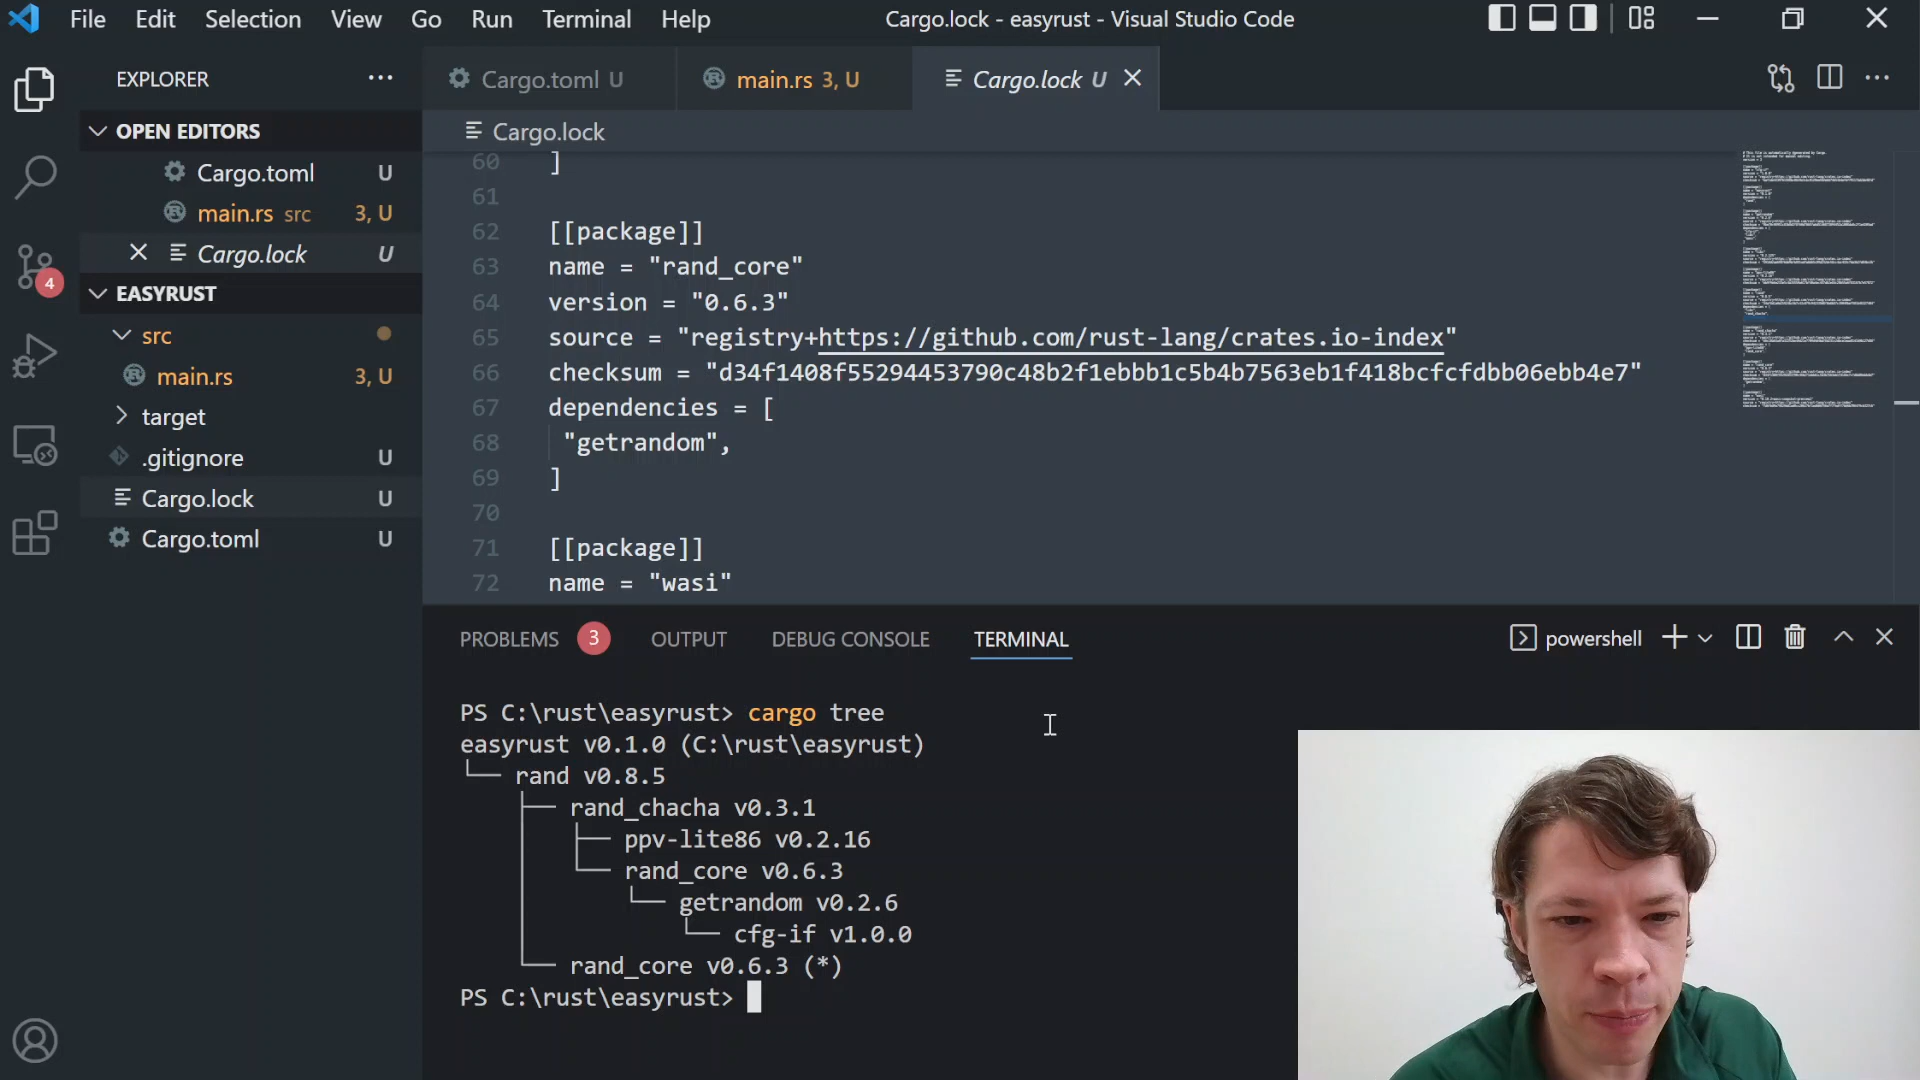 File Edit Selection View Go Run Terminal Help
Cargo.lock - easyrust - Visual Studio Code
EXPLORER
Cargo.toml U
main.rs 3, U
Cargo.lock U
OPEN EDITORS
Cargo.toml U
main.rs src 3, U
Cargo.lock U
EASYRUST
src
main.rs 3, U
target
.gitignore U
Cargo.lock U
Cargo.toml U
4
Cargo.lock
60 ]
61
62 [[package]]
63 name = "rand_core"
64 version = "0.6.3"
65 source = "registry+https://github.com/rust-lang/crates.io-index"
66 checksum = "d34f1408f55294453790c48b2f1ebbb1c5b4b7563eb1f418bcfcfdbb06ebb4e7"
67 dependencies = [
68 "getrandom",
69 ]
70
71 [[package]]
72 name = "wasi"
PROBLEMS 3 OUTPUT DEBUG CONSOLE TERMINAL
powershell
PS C:\rust\easyrust> cargo tree
easyrust v0.1.0 (C:\rust\easyrust)
└── rand v0.8.5
    ├── rand_chacha v0.3.1
    │   ├── ppv-lite86 v0.2.16
    │   └── rand_core v0.6.3
    │       └── getrandom v0.2.6
    │           └── cfg-if v1.0.0
    └── rand_core v0.6.3 (*)
PS C:\rust\easyrust>